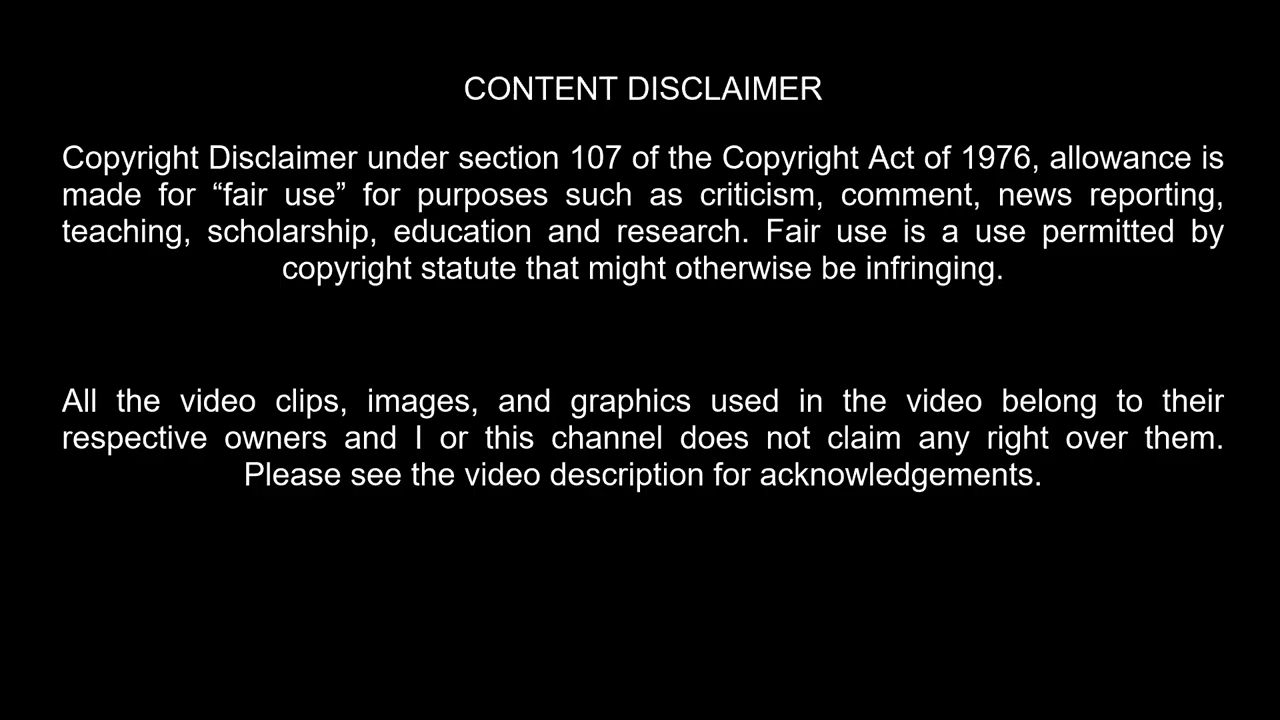 CONTENT DISCLAIMER
Copyright Disclaimer under section 107 of the Copyright Act of 1976, allowance is
made for “fair use” for purposes such as criticism, comment, news reporting,
teaching, scholarship, education and research. Fair use is a use permitted by
copyright statute that might otherwise be infringing.
All the video clips, images, and graphics used in the video belong to their
respective owners and I or this channel does not claim any right over them.
Please see the video description for acknowledgements.